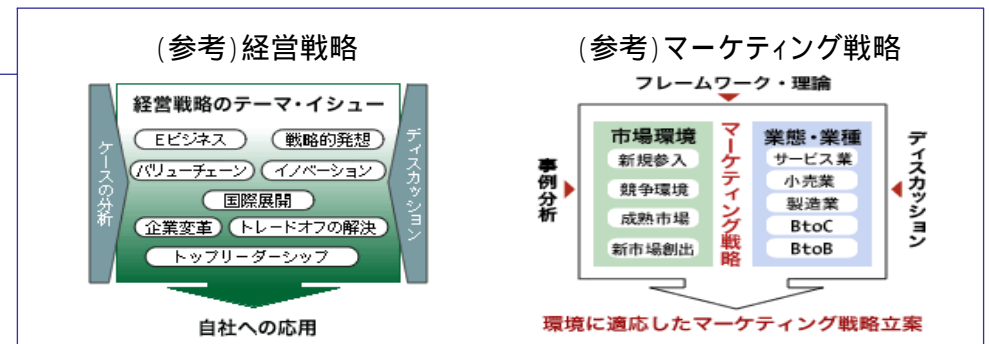 (参考)経営戦略
経営戦略のテーマ・イシュー
ケースの分析
Eビジネス
戦略的発想
バリューチェーン
イノベーション
国際展開
企業変革
トレードオフの解決
トップリーダーシップ
ディスカッション
自社への応用
(参考)マーケティング戦略
フレームワーク・理論
事例分析
市場環境
新規参入
競争環境
成熟市場
新市場創出
マーケティング戦略
業態・業種
サービス業
小売業
製造業
BtoC
BtoB
ディスカッション
環境に適応したマーケティング戦略立案